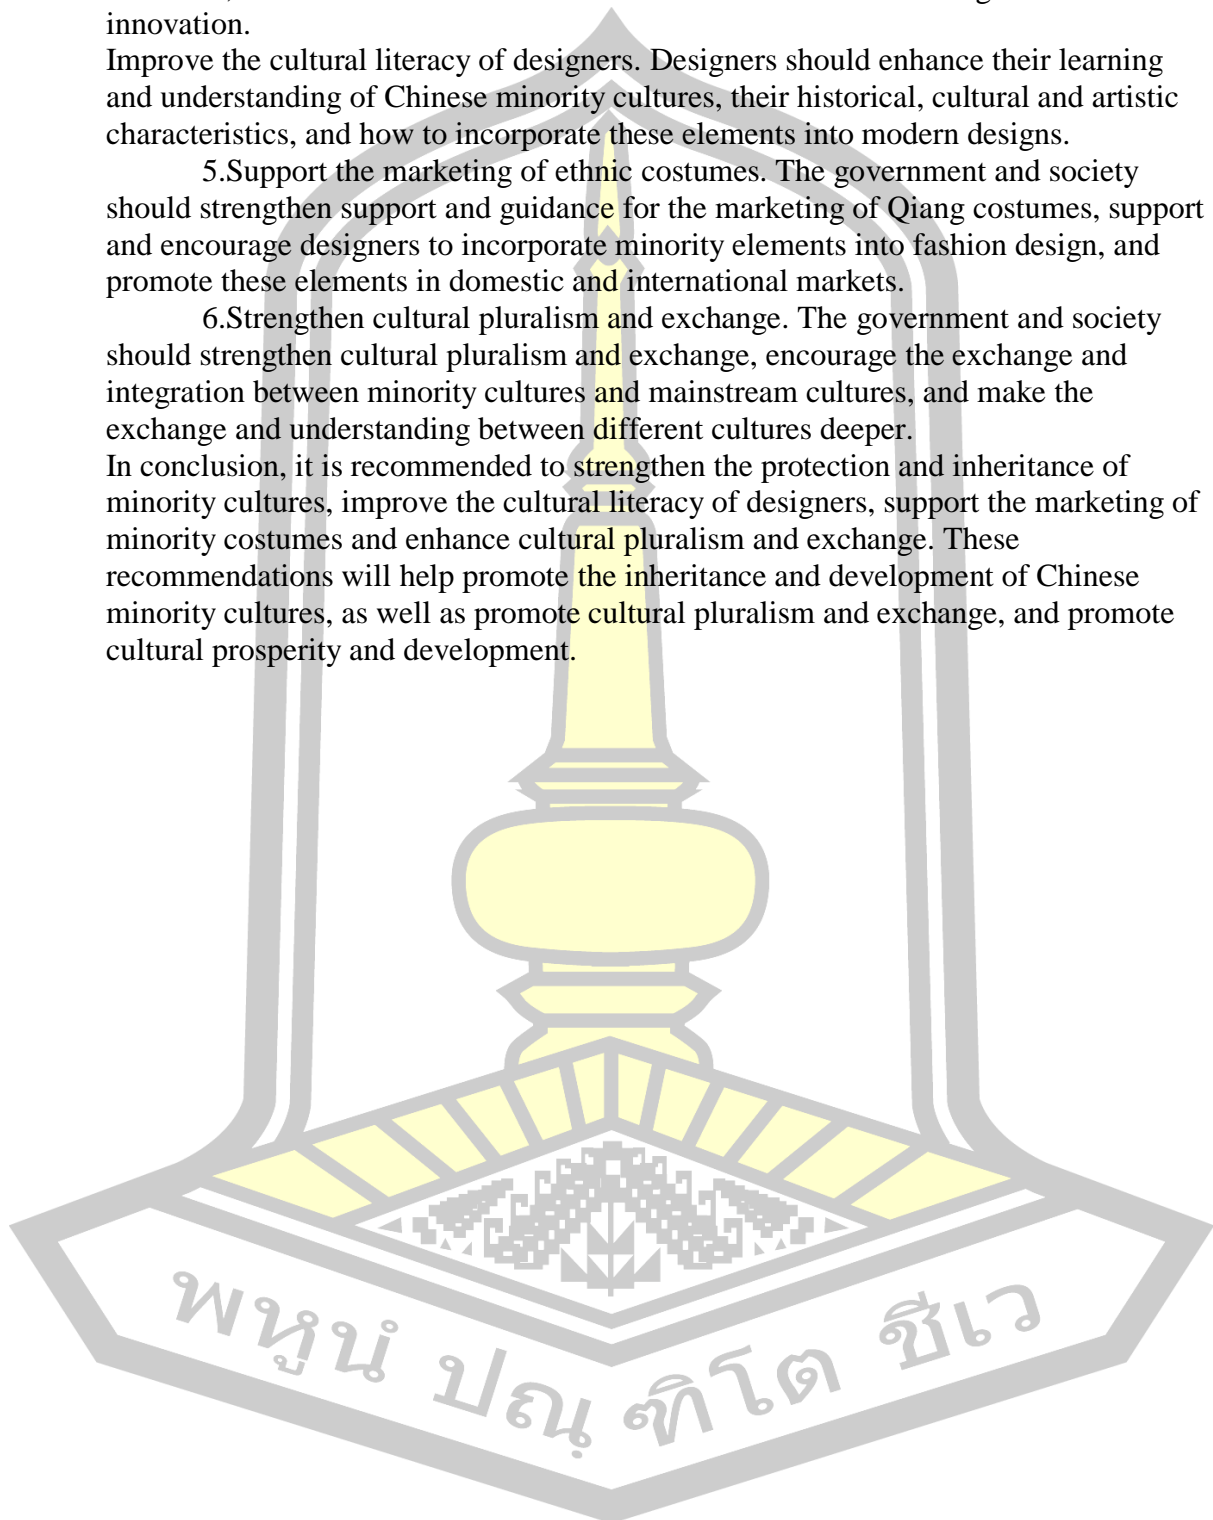 innovation.
Improve the cultural literacy of designers. Designers should enhance their learning
and understanding of Chinese minority cultures, their historical, cultural and artistic
characteristics, and how to incorporate these elements into modern designs.
5.Support the marketing of ethnic costumes. The government and society
should strengthen support and guidance for the marketing of Qiang costumes, support
and encourage designers to incorporate minority elements into fashion design, and
promote these elements in domestic and international markets.
6.Strengthen cultural pluralism and exchange. The government and society
should strengthen cultural pluralism and exchange, encourage the exchange and
integration between minority cultures and mainstream cultures, and make the
exchange and understanding between different cultures deeper.
In conclusion, it is recommended to strengthen the protection and inheritance of
minority cultures, improve the cultural literacy of designers, support the marketing of
minority costumes and enhance cultural pluralism and exchange. These
recommendations will help promote the inheritance and development of Chinese
minority cultures, as well as promote cultural pluralism and exchange, and promote
cultural prosperity and development.
พหูนํ ปณฺ ฑิโต ชีเว